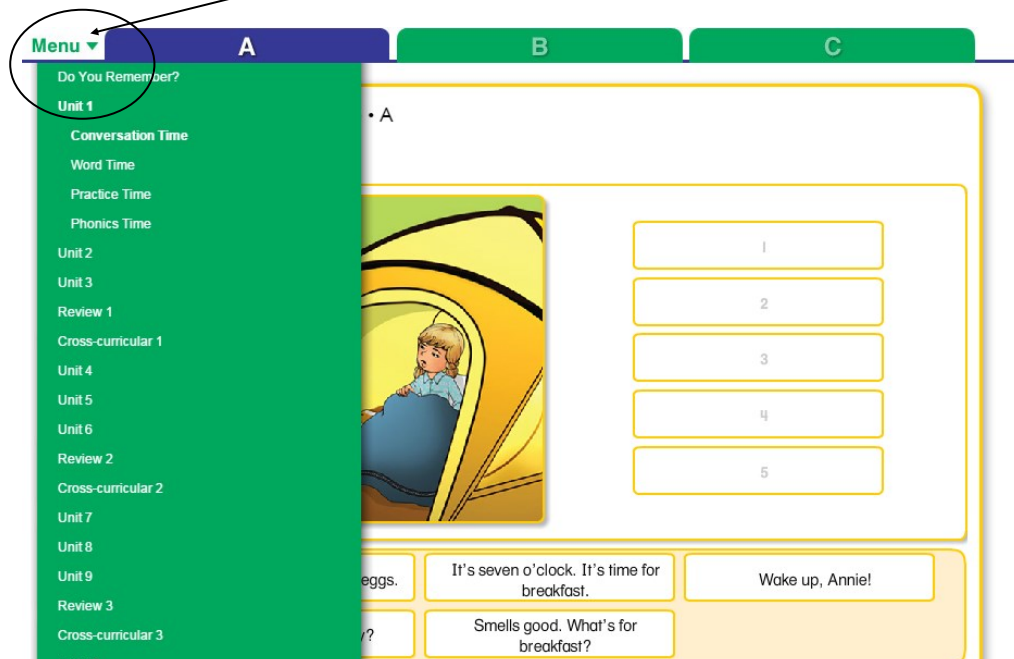 Menu ▼
A
B
C
Do You Remember?
Unit 1
Conversation Time
Word Time
Practice Time
Phonics Time
Unit 2
Unit 3
Review 1
Cross-curricular 1
Unit 4
Unit 5
Unit 6
Review 2
Cross-curricular 2
Unit 7
Unit 8
Unit 9
Review 3
Cross-curricular 3
• A
1
2
3
4
5
eggs.
It's seven o'clock. It's time for
breakfast.
Wake up, Annie!
?
Smells good. What's for
breakfast?